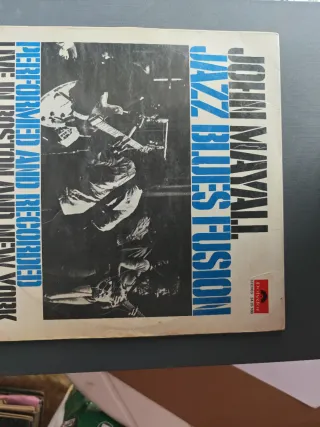 JOHN MAYALL
JAZZ BLUES FUSION
PERFORMED AND RECORDED
LIVE IN BOSTON AND NEW YORK